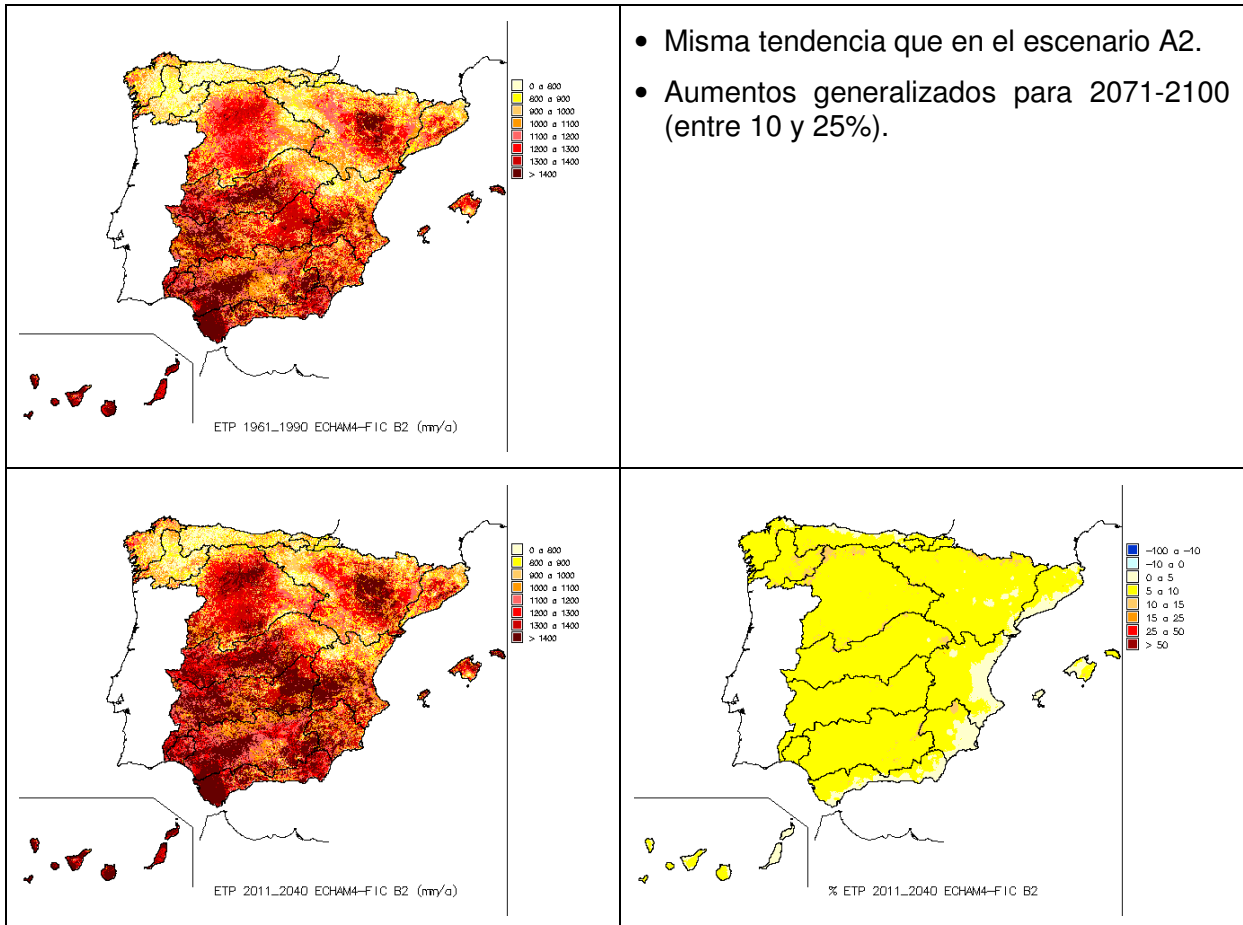 • Misma tendencia que en el escenario A2.
• Aumentos generalizados para 2071-2100
(entre 10 y 25%).
0 a 800
800 a 900
900 a 1000
1000 a 1100
1100 a 1200
1200 a 1300
1300 a 1400
> 1400
ETP 1961_1990 ECHAM4-FIC B2 (mm/a)
0 a 800
800 a 900
900 a 1000
1000 a 1100
1100 a 1200
1200 a 1300
1300 a 1400
> 1400
ETP 2011_2040 ECHAM4-FIC B2 (mm/a)
-100 a -10
-10 a 0
0 a 5
5 a 10
10 a 15
15 a 25
25 a 50
> 50
% ETP 2011_2040 ECHAM4-FIC B2